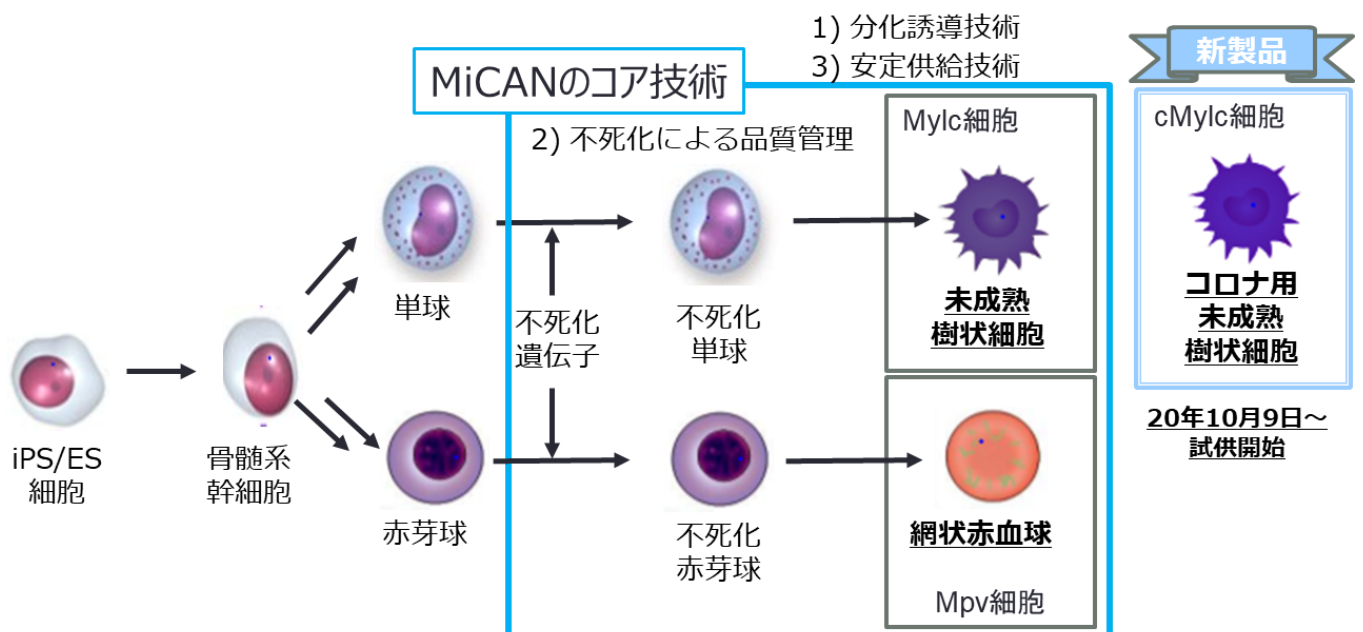 1) 分化誘導技術
3) 安定供給技術
新製品
MiCANのコア技術
2) 不死化による品質管理
Mylc細胞
cMylc細胞
単球
不死化
遺伝子
不死化
単球
未成熟
樹状細胞
コロナ用
未成熟
樹状細胞
20年10月9日～
試供開始
iPS/ES
細胞
骨髄系
幹細胞
赤芽球
不死化
赤芽球
網状赤血球
Mpv細胞